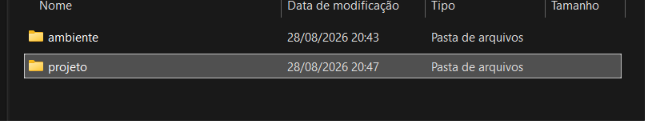 Nome Data de modificação Tipo Tamanho
ambiente 28/08/2026 20:43 Pasta de arquivos
projeto 28/08/2026 20:47 Pasta de arquivos